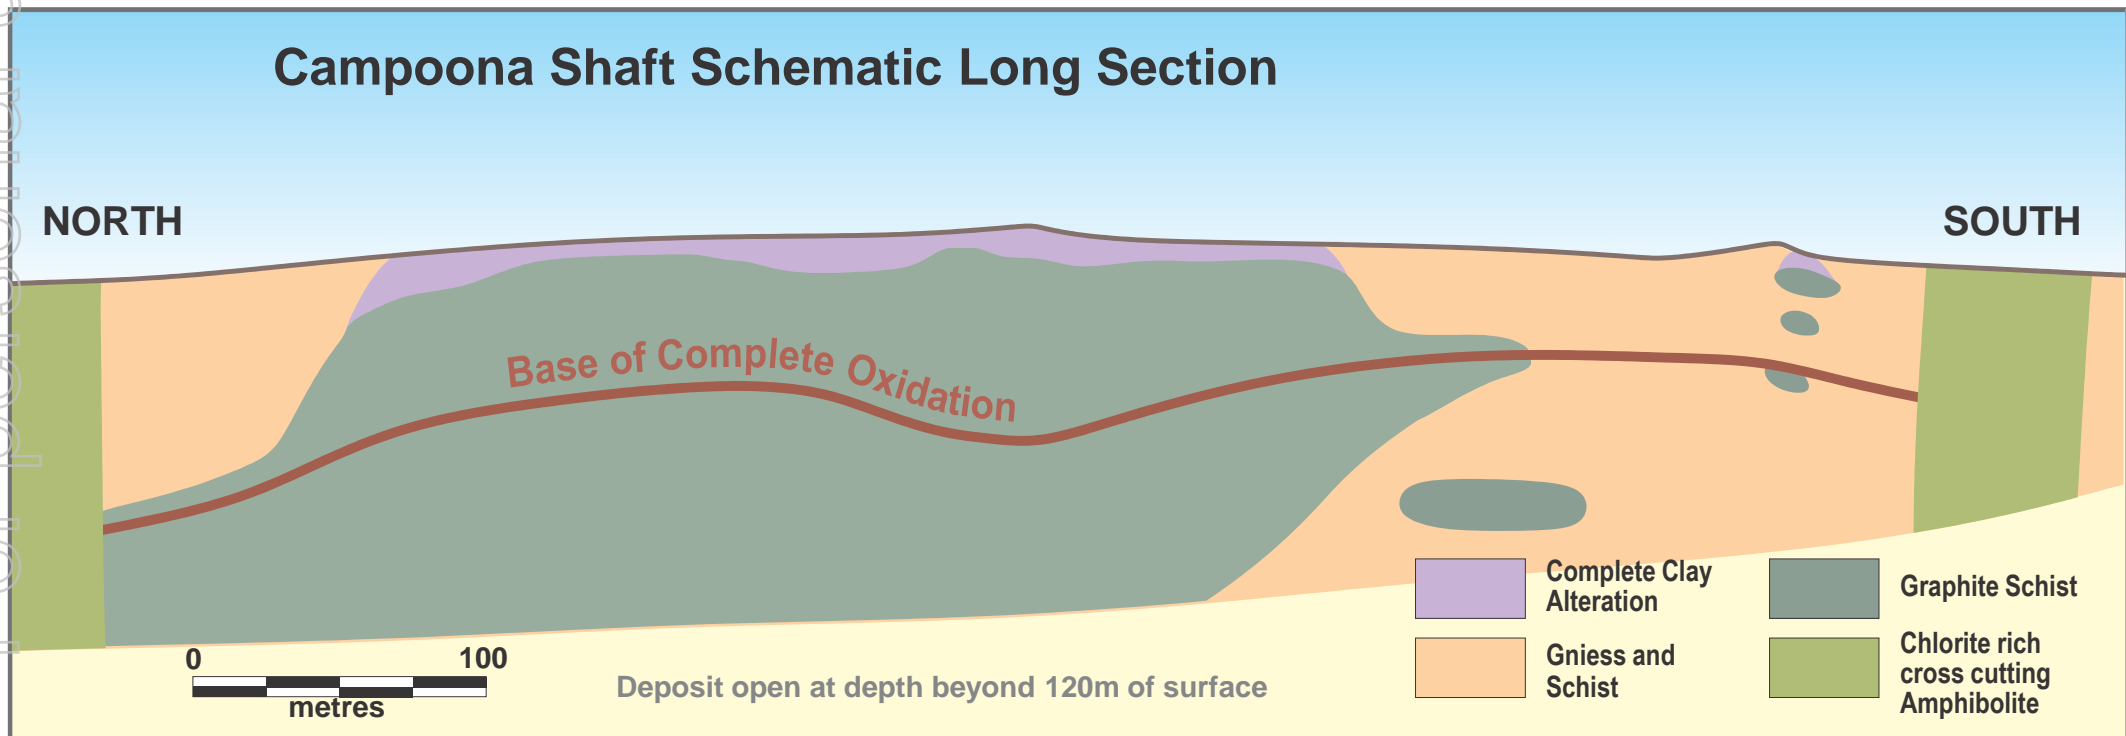 Campoona Shaft Schematic Long Section
NORTH
SOUTH
Base of Complete Oxidation
Complete Clay
Alteration
Graphite Schist
Gniess and
Schist
Chlorite rich
cross cutting
Amphibolite
0 100
metres
Deposit open at depth beyond 120m of surface